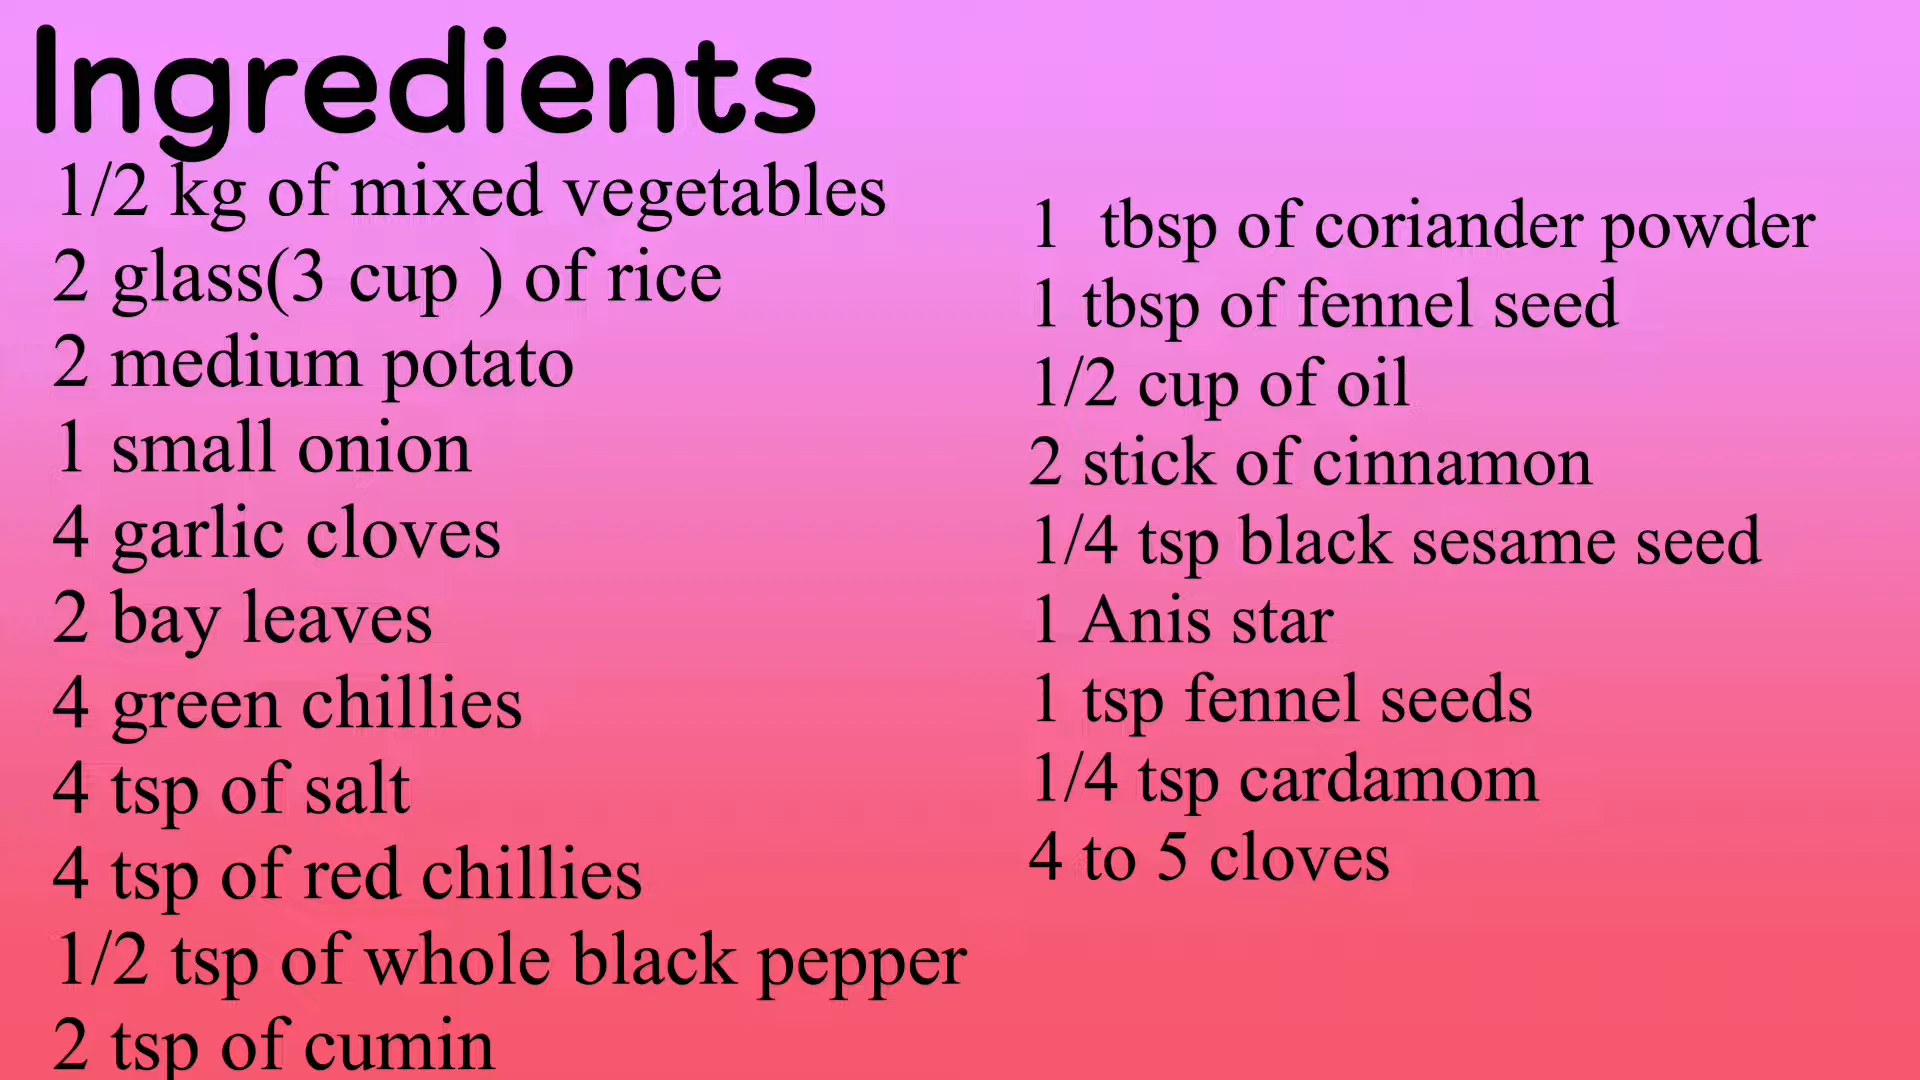 Ingredients
1/2 kg of mixed vegetables
2 glass(3 cup ) of rice
2 medium potato
1 small onion
4 garlic cloves
2 bay leaves
4 green chillies
4 tsp of salt
4 tsp of red chillies
1/2 tsp of whole black pepper
2 tsp of cumin
1  tbsp of coriander powder
1 tbsp of fennel seed
1/2 cup of oil
2 stick of cinnamon
1/4 tsp black sesame seed
1 Anis star
1 tsp fennel seeds
1/4 tsp cardamom
4 to 5 cloves